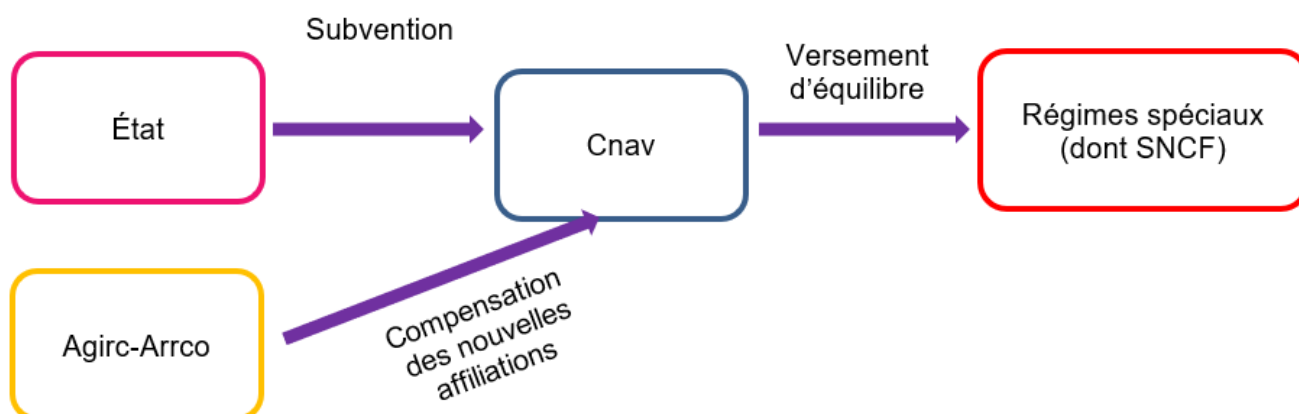 Subvention
État
Cnav
Versement
d’équilibre
Régimes spéciaux
(dont SNCF)
Agirc-Arrco
Compensation
des nouvelles
affiliations